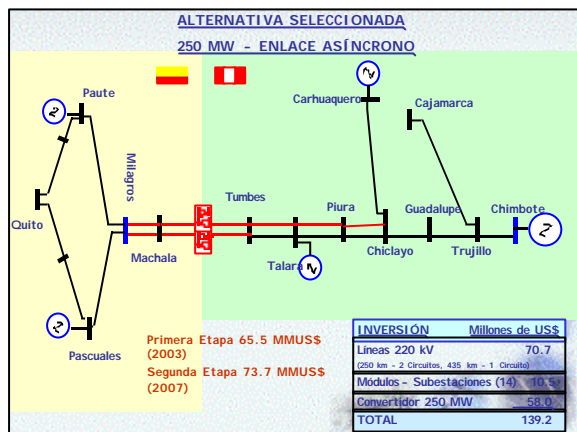 ALTERNATIVA SELECCIONADA
250 MW - ENLACE ASÍNCRONO
Paute
Carhuaquero
Cajamarca
Milagros
Tumbes
Piura
Guadalupe
Chimbote
Quito
Machala
Talara
Chiclayo
Trujillo
Pascuales
Primera Etapa 65.5 MMUS$
(2003)
Segunda Etapa 73.7 MMUS$
(2007)
INVERSIÓN Millones de US$
Líneas 220 kV 70.7
(250 km - 2 Circuitos, 435 km - 1 Circuito)
Módulos - Subestaciones (14) 10.5
Convertidor 250 MW 58.0
TOTAL 139.2